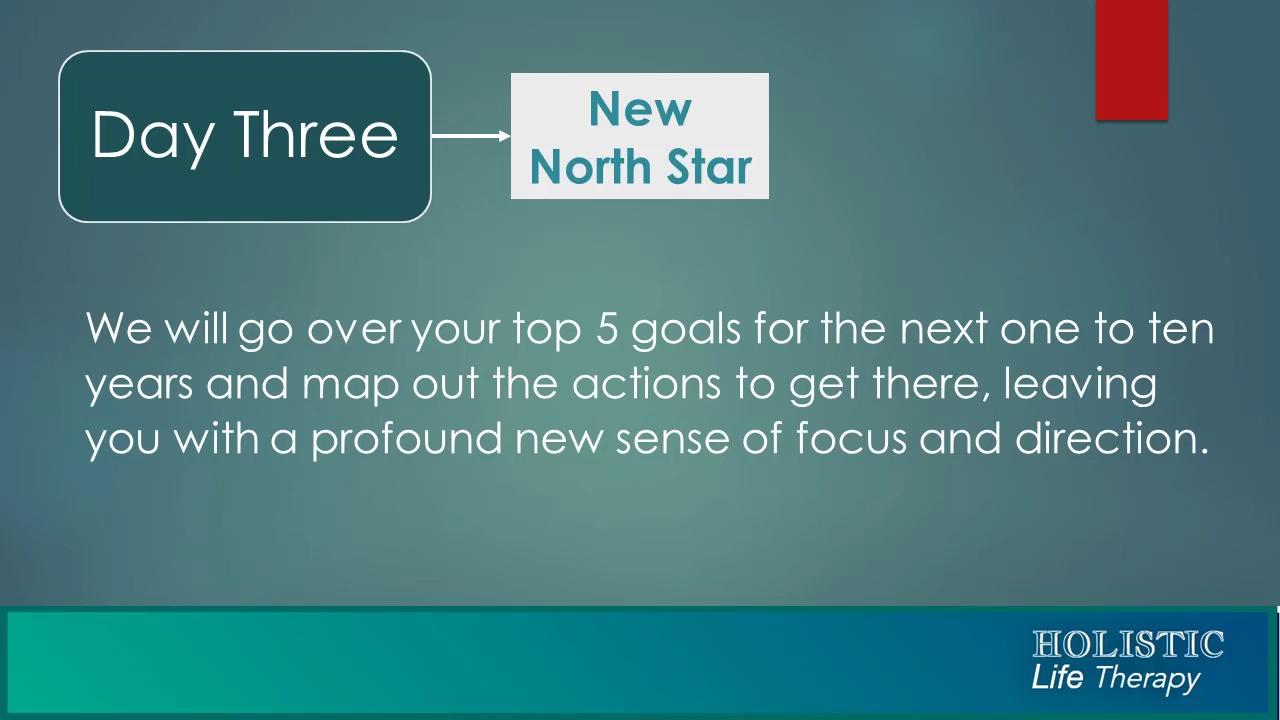 Day Three
New
North Star
We will go over your top 5 goals for the next one to ten
years and map out the actions to get there, leaving
you with a profound new sense of focus and direction.
HOLISTIC
Life Therapy